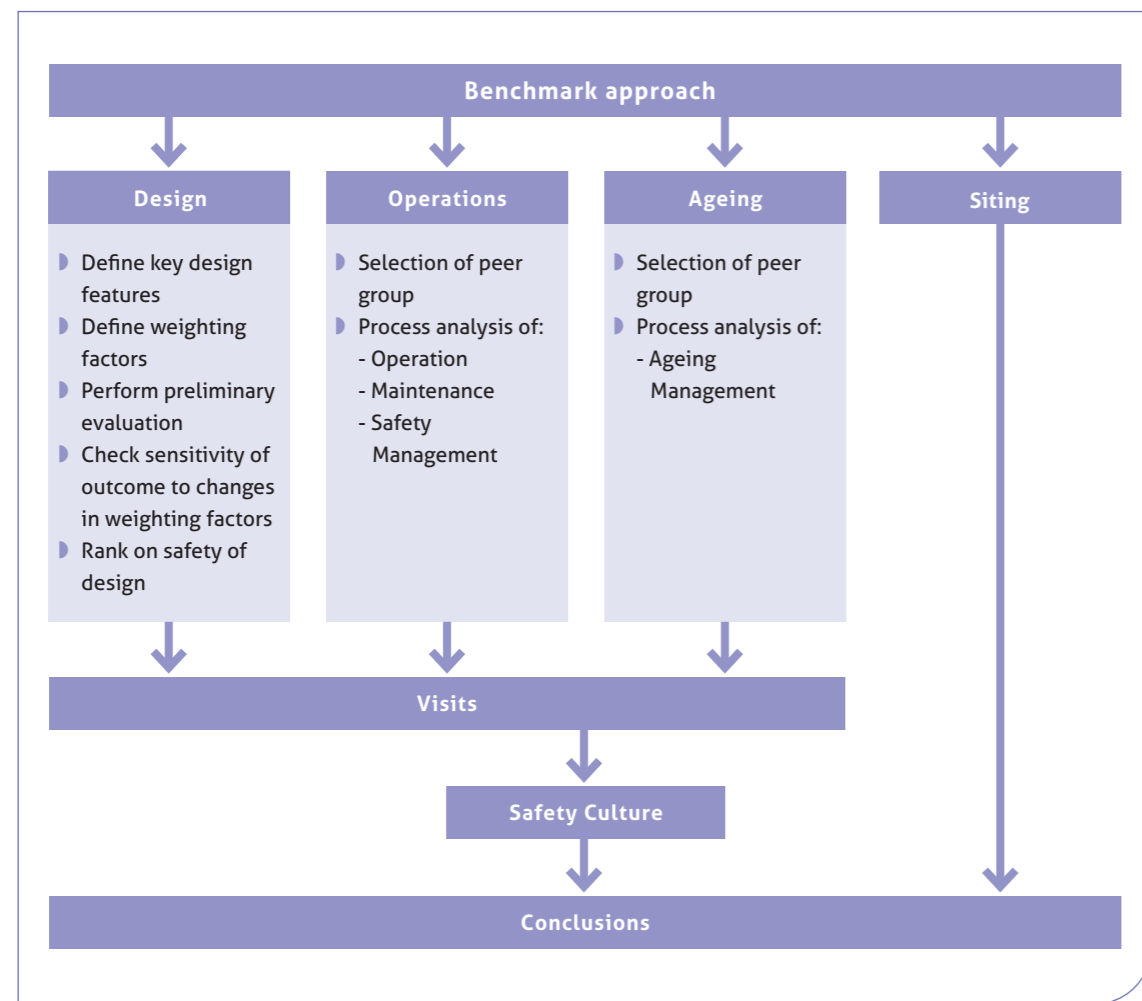 Benchmark approach
Design
Define key design
features
Define weighting
factors
Perform preliminary
evaluation
Check sensitivity of
outcome to changes
in weighting factors
Rank on safety of
design
Operations
Selection of peer
group
Process analysis of:
- Operation
- Maintenance
- Safety
Management
Ageing
Selection of peer
group
Process analysis of:
- Ageing
Management
Siting
Visits
Safety Culture
Conclusions